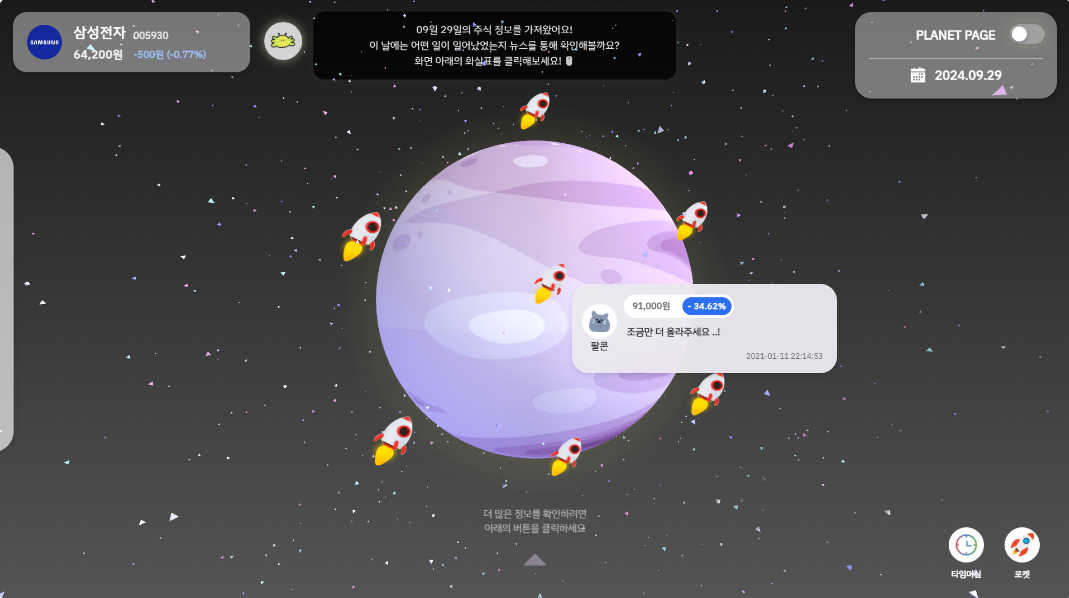 SAMSUNG
삼성전자 005930
64,200원 -500원 (-0.77%)
09월 29일의 주식 정보를 가져왔어요!
이 날에는 어떤 일이 일어났었는지 뉴스를 통해 확인해볼까요?
화면 아래의 화살표를 클릭해보세요!
PLANET PAGE
2024.09.29
91,000원 - 34.62%
조금만 더 올라주세요 ..!
팔콘
2021-01-11 22:14:53
더 많은 정보를 확인하려면
아래의 버튼을 클릭하세요
타임머신
로켓